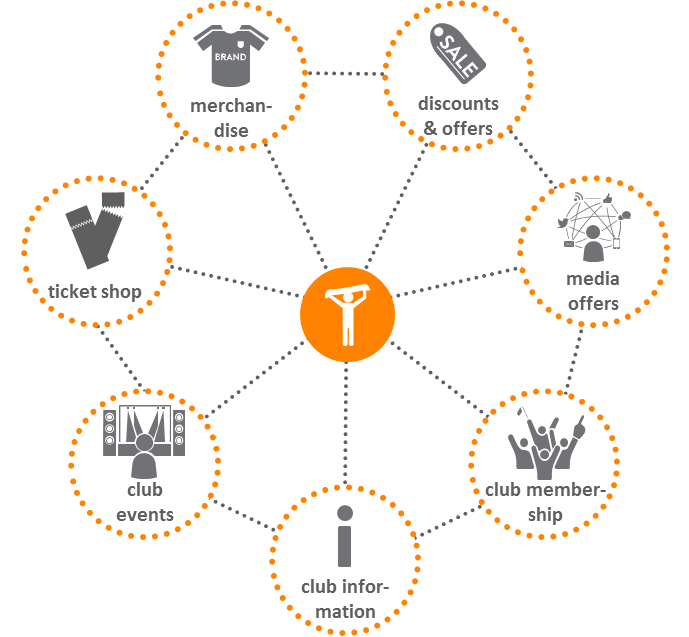 BRAND
merchan-
dise
SALE
discounts
& offers
ticket shop
media
offers
club
events
club member-
ship
club infor-
mation